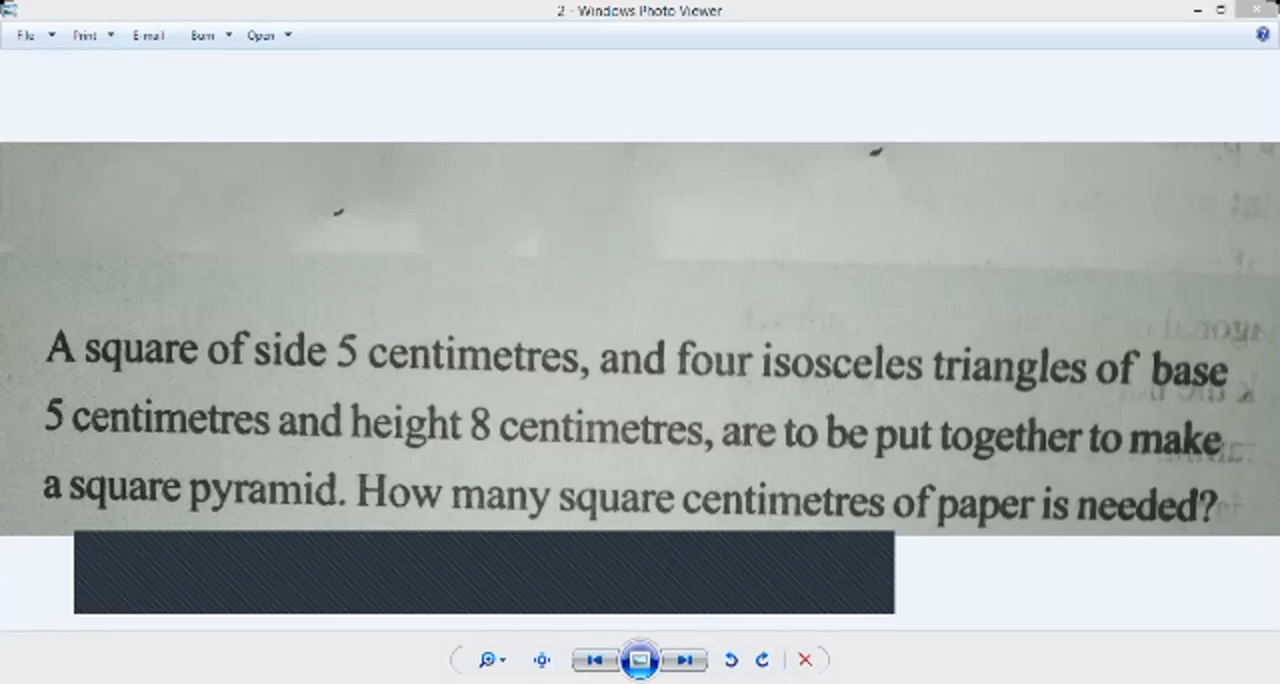 2 - Windows Photo Viewer
File Print E-mail Burn Open
A square of side 5 centimetres, and four isosceles triangles of base
5 centimetres and height 8 centimetres, are to be put together to make
a square pyramid. How many square centimetres of paper is needed?